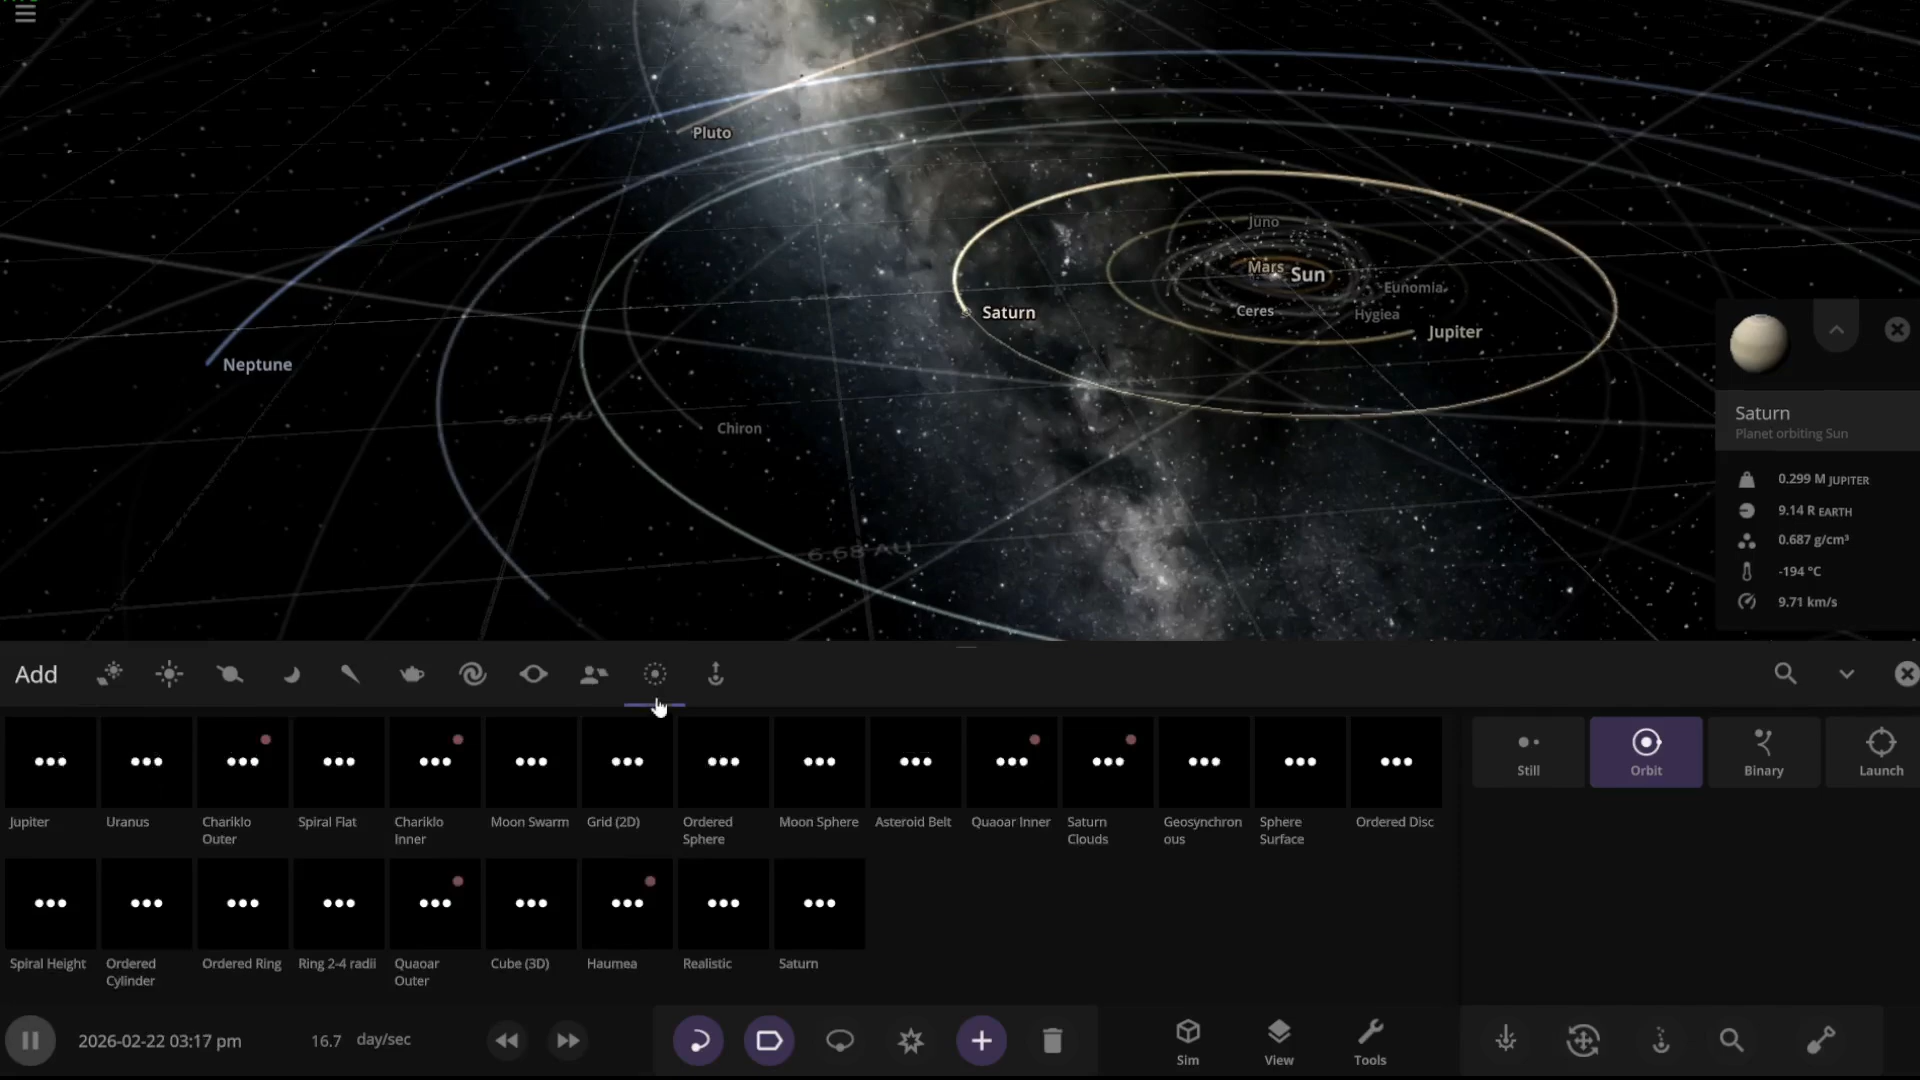 Pluto
Juno
Mars
Sun
Eunomia
Ceres
Hygiea
Saturn
Jupiter
Neptune
6.68 AU
Chiron
6.68 AU
Saturn
Planet orbiting Sun
0.299 M JUPITER
9.14 R EARTH
0.687 g/cm³
-194 °C
9.71 km/s
Add
Jupiter
Uranus
Chariklo
Outer
Spiral Flat
Chariklo
Inner
Moon Swarm
Grid (2D)
Ordered
Sphere
Moon Sphere
Asteroid Belt
Quaoar Inner
Saturn
Clouds
Geosynchron
ous
Sphere
Surface
Ordered Disc
Still
Orbit
Binary
Launch
Spiral Height
Ordered
Cylinder
Ordered Ring
Ring 2-4 radii
Quaoar
Outer
Cube (3D)
Haumea
Realistic
Saturn
2026-02-22 03:17 pm
16.7 day/sec
Sim
View
Tools